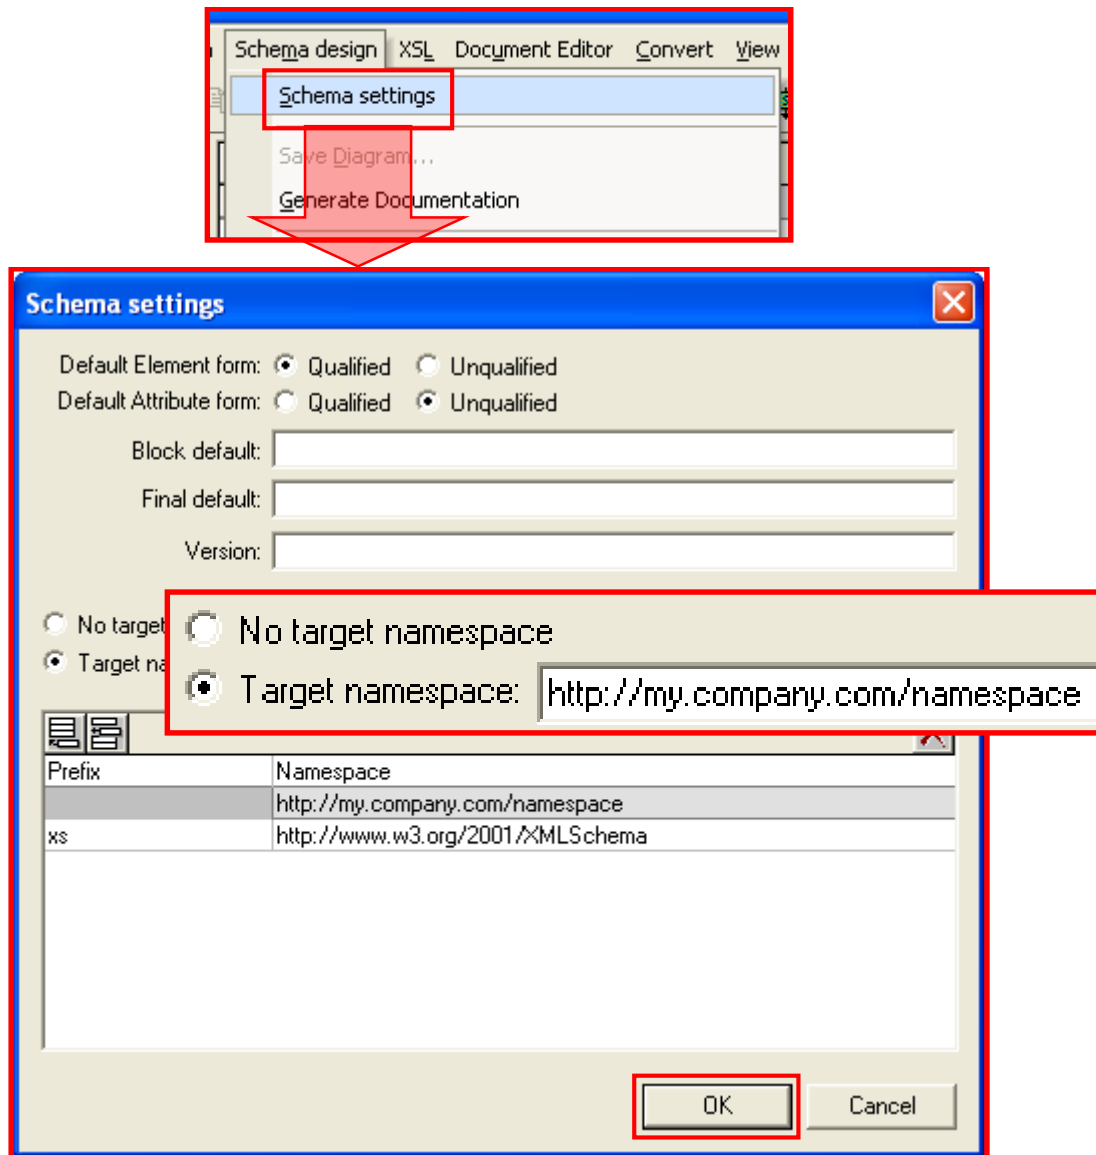 Schema design XSL Document Editor Convert View
Schema settings
Save Diagram...
Generate Documentation
Schema settings
Default Element form: Qualified Unqualified
Default Attribute form: Qualified Unqualified
Block default:
Final default:
Version:
No target
Target na
No target namespace
Target namespace: http://my.company.com/namespace
Prefix Namespace
http://my.company.com/namespace
xs http://www.w3.org/2001/XMLSchema
OK Cancel